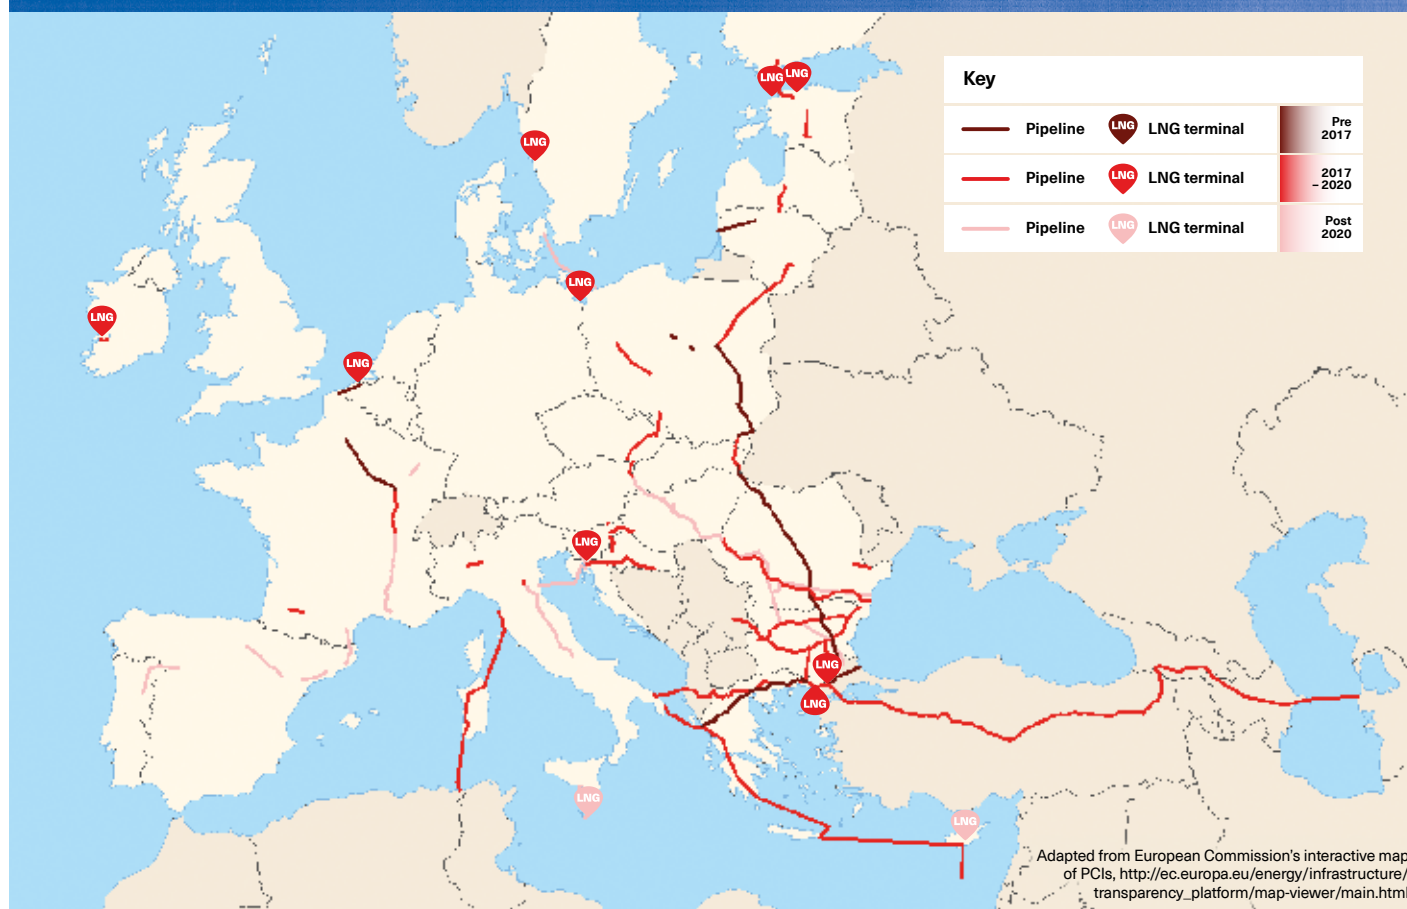 LNG
LNG
LNG
LNG
LNG
LNG
LNG
LNG
LNG
LNG
LNG
Key
Pipeline LNG LNG terminal Pre
2017
Pipeline LNG LNG terminal 2017
– 2020
Pipeline LNG LNG terminal Post
2020
Adapted from European Commission's interactive map
of PCIs, http://ec.europa.eu/energy/infrastructure/
transparency_platform/map-viewer/main.html